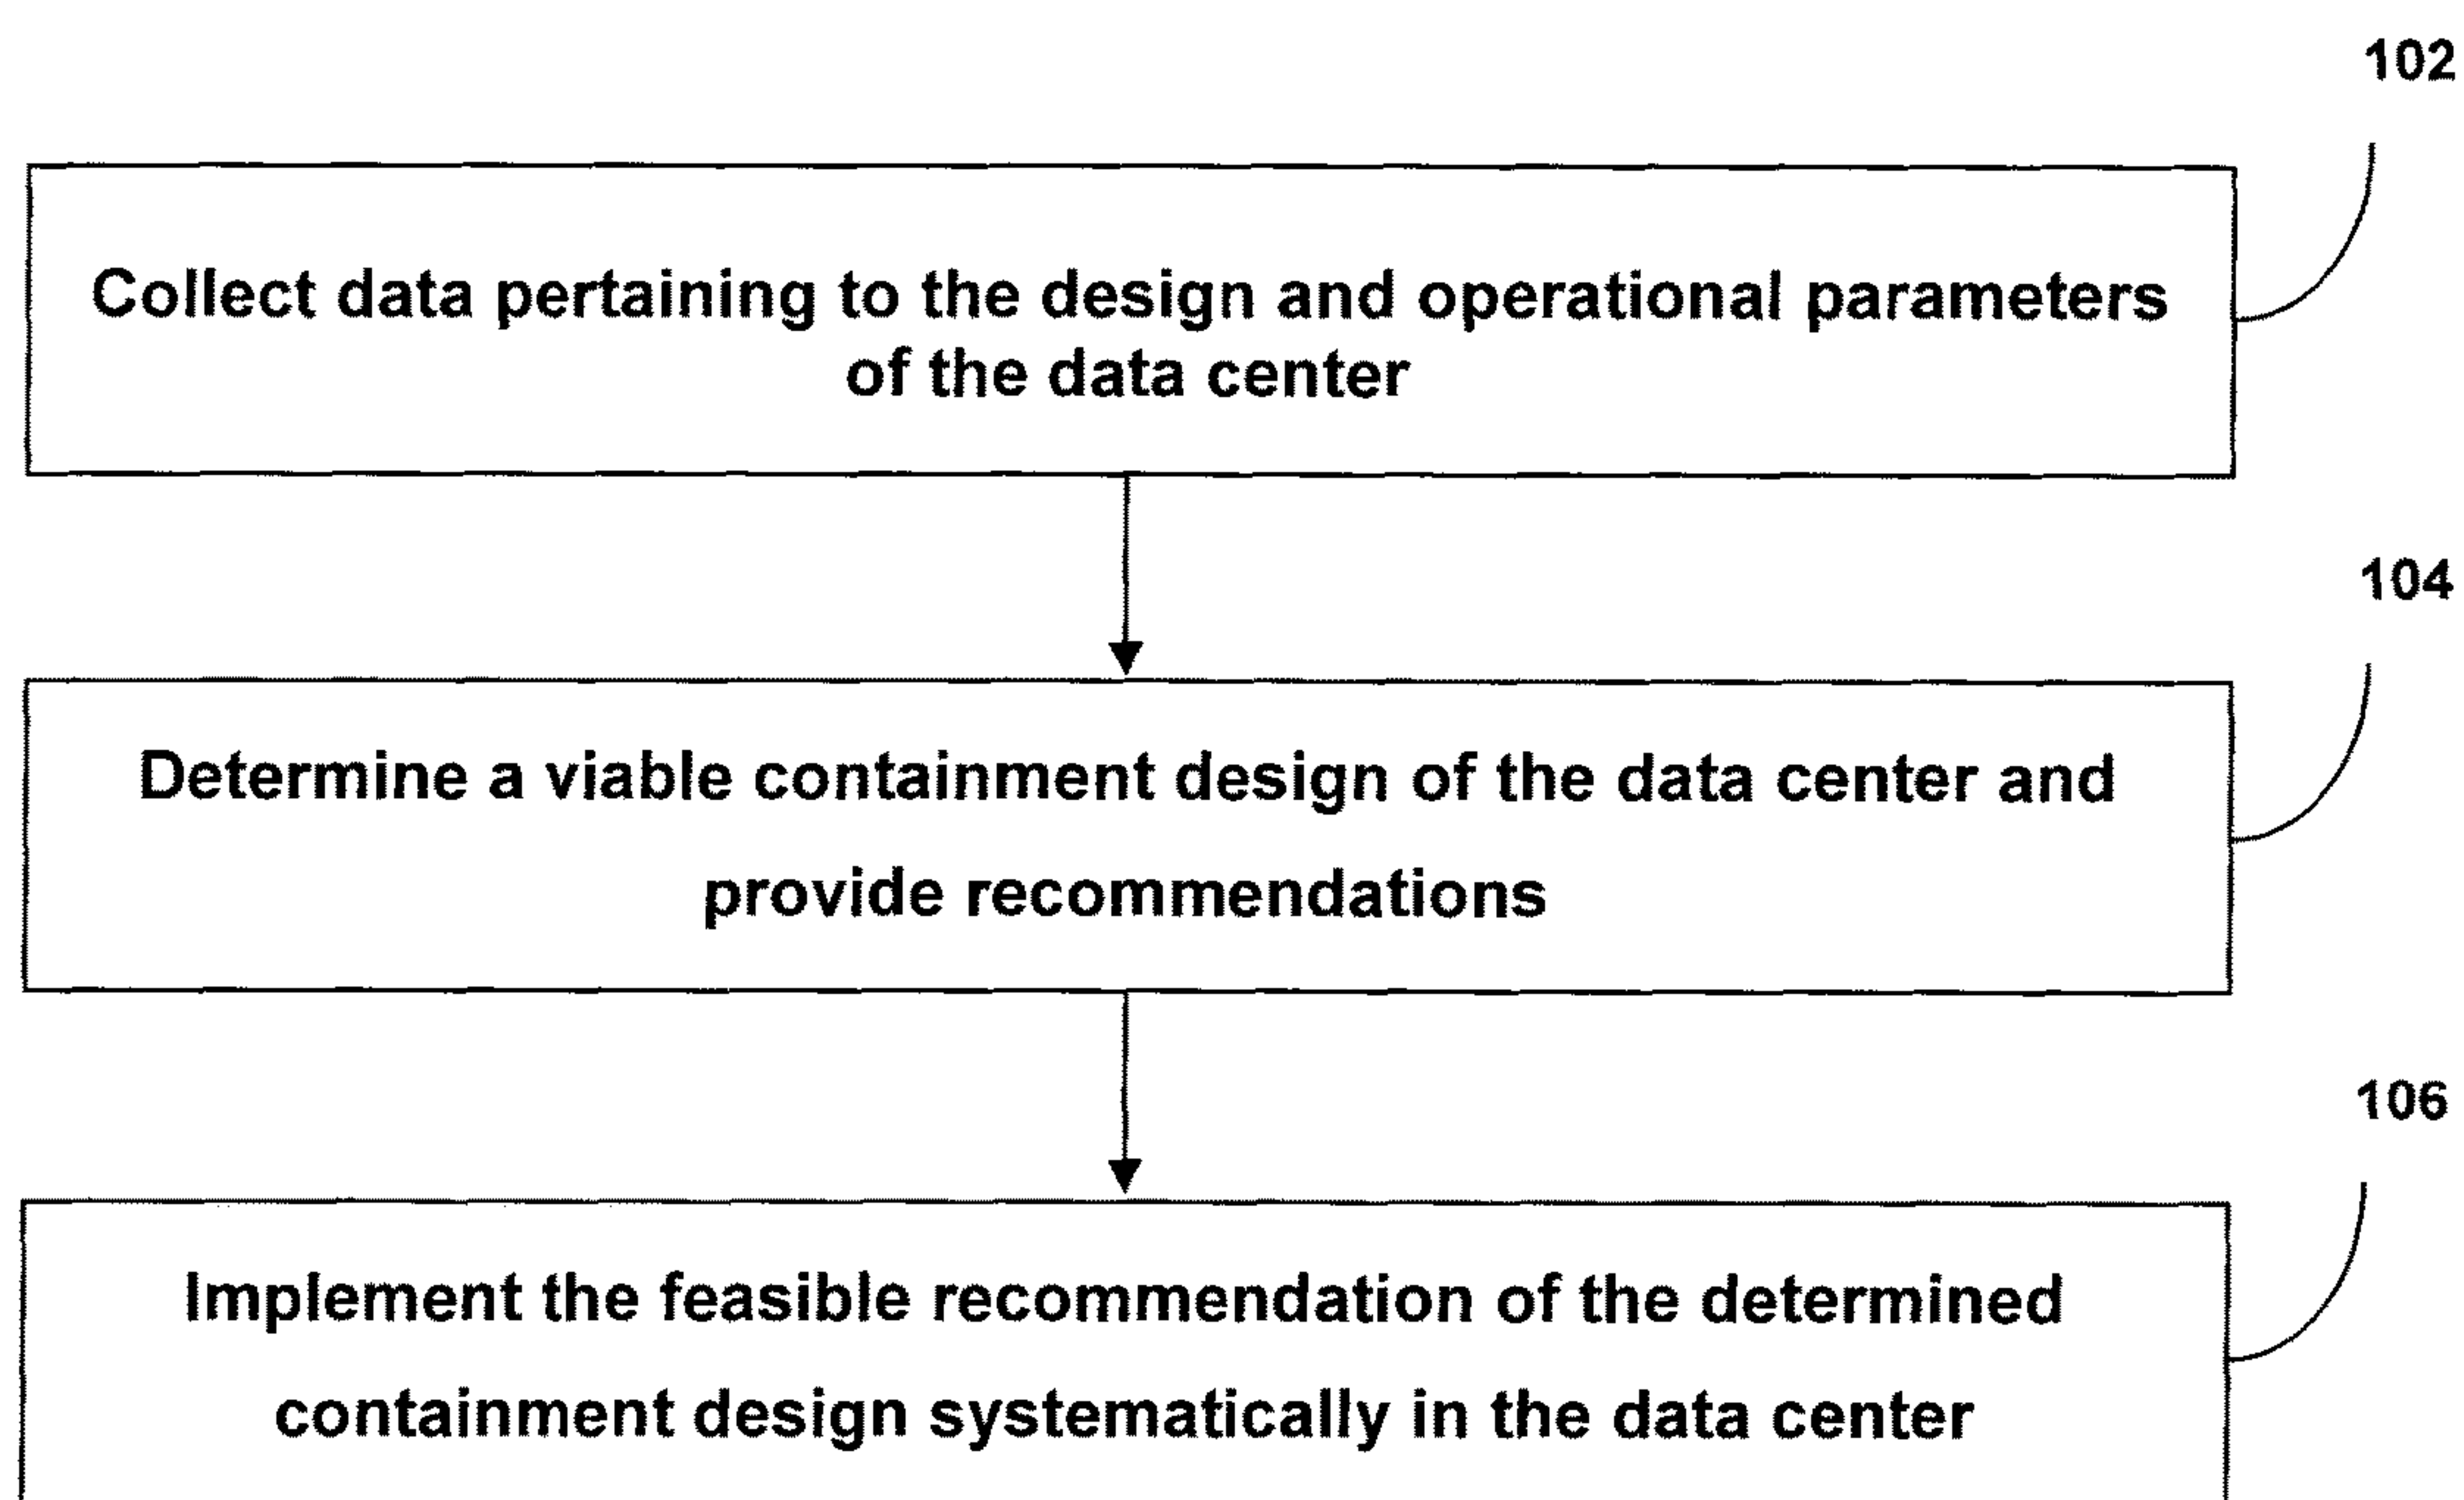 102
Collect data pertaining to the design and operational parameters
of the data center
104
Determine a viable containment design of the data center and
provide recommendations
106
Implement the feasible recommendation of the determined
containment design systematically in the data center